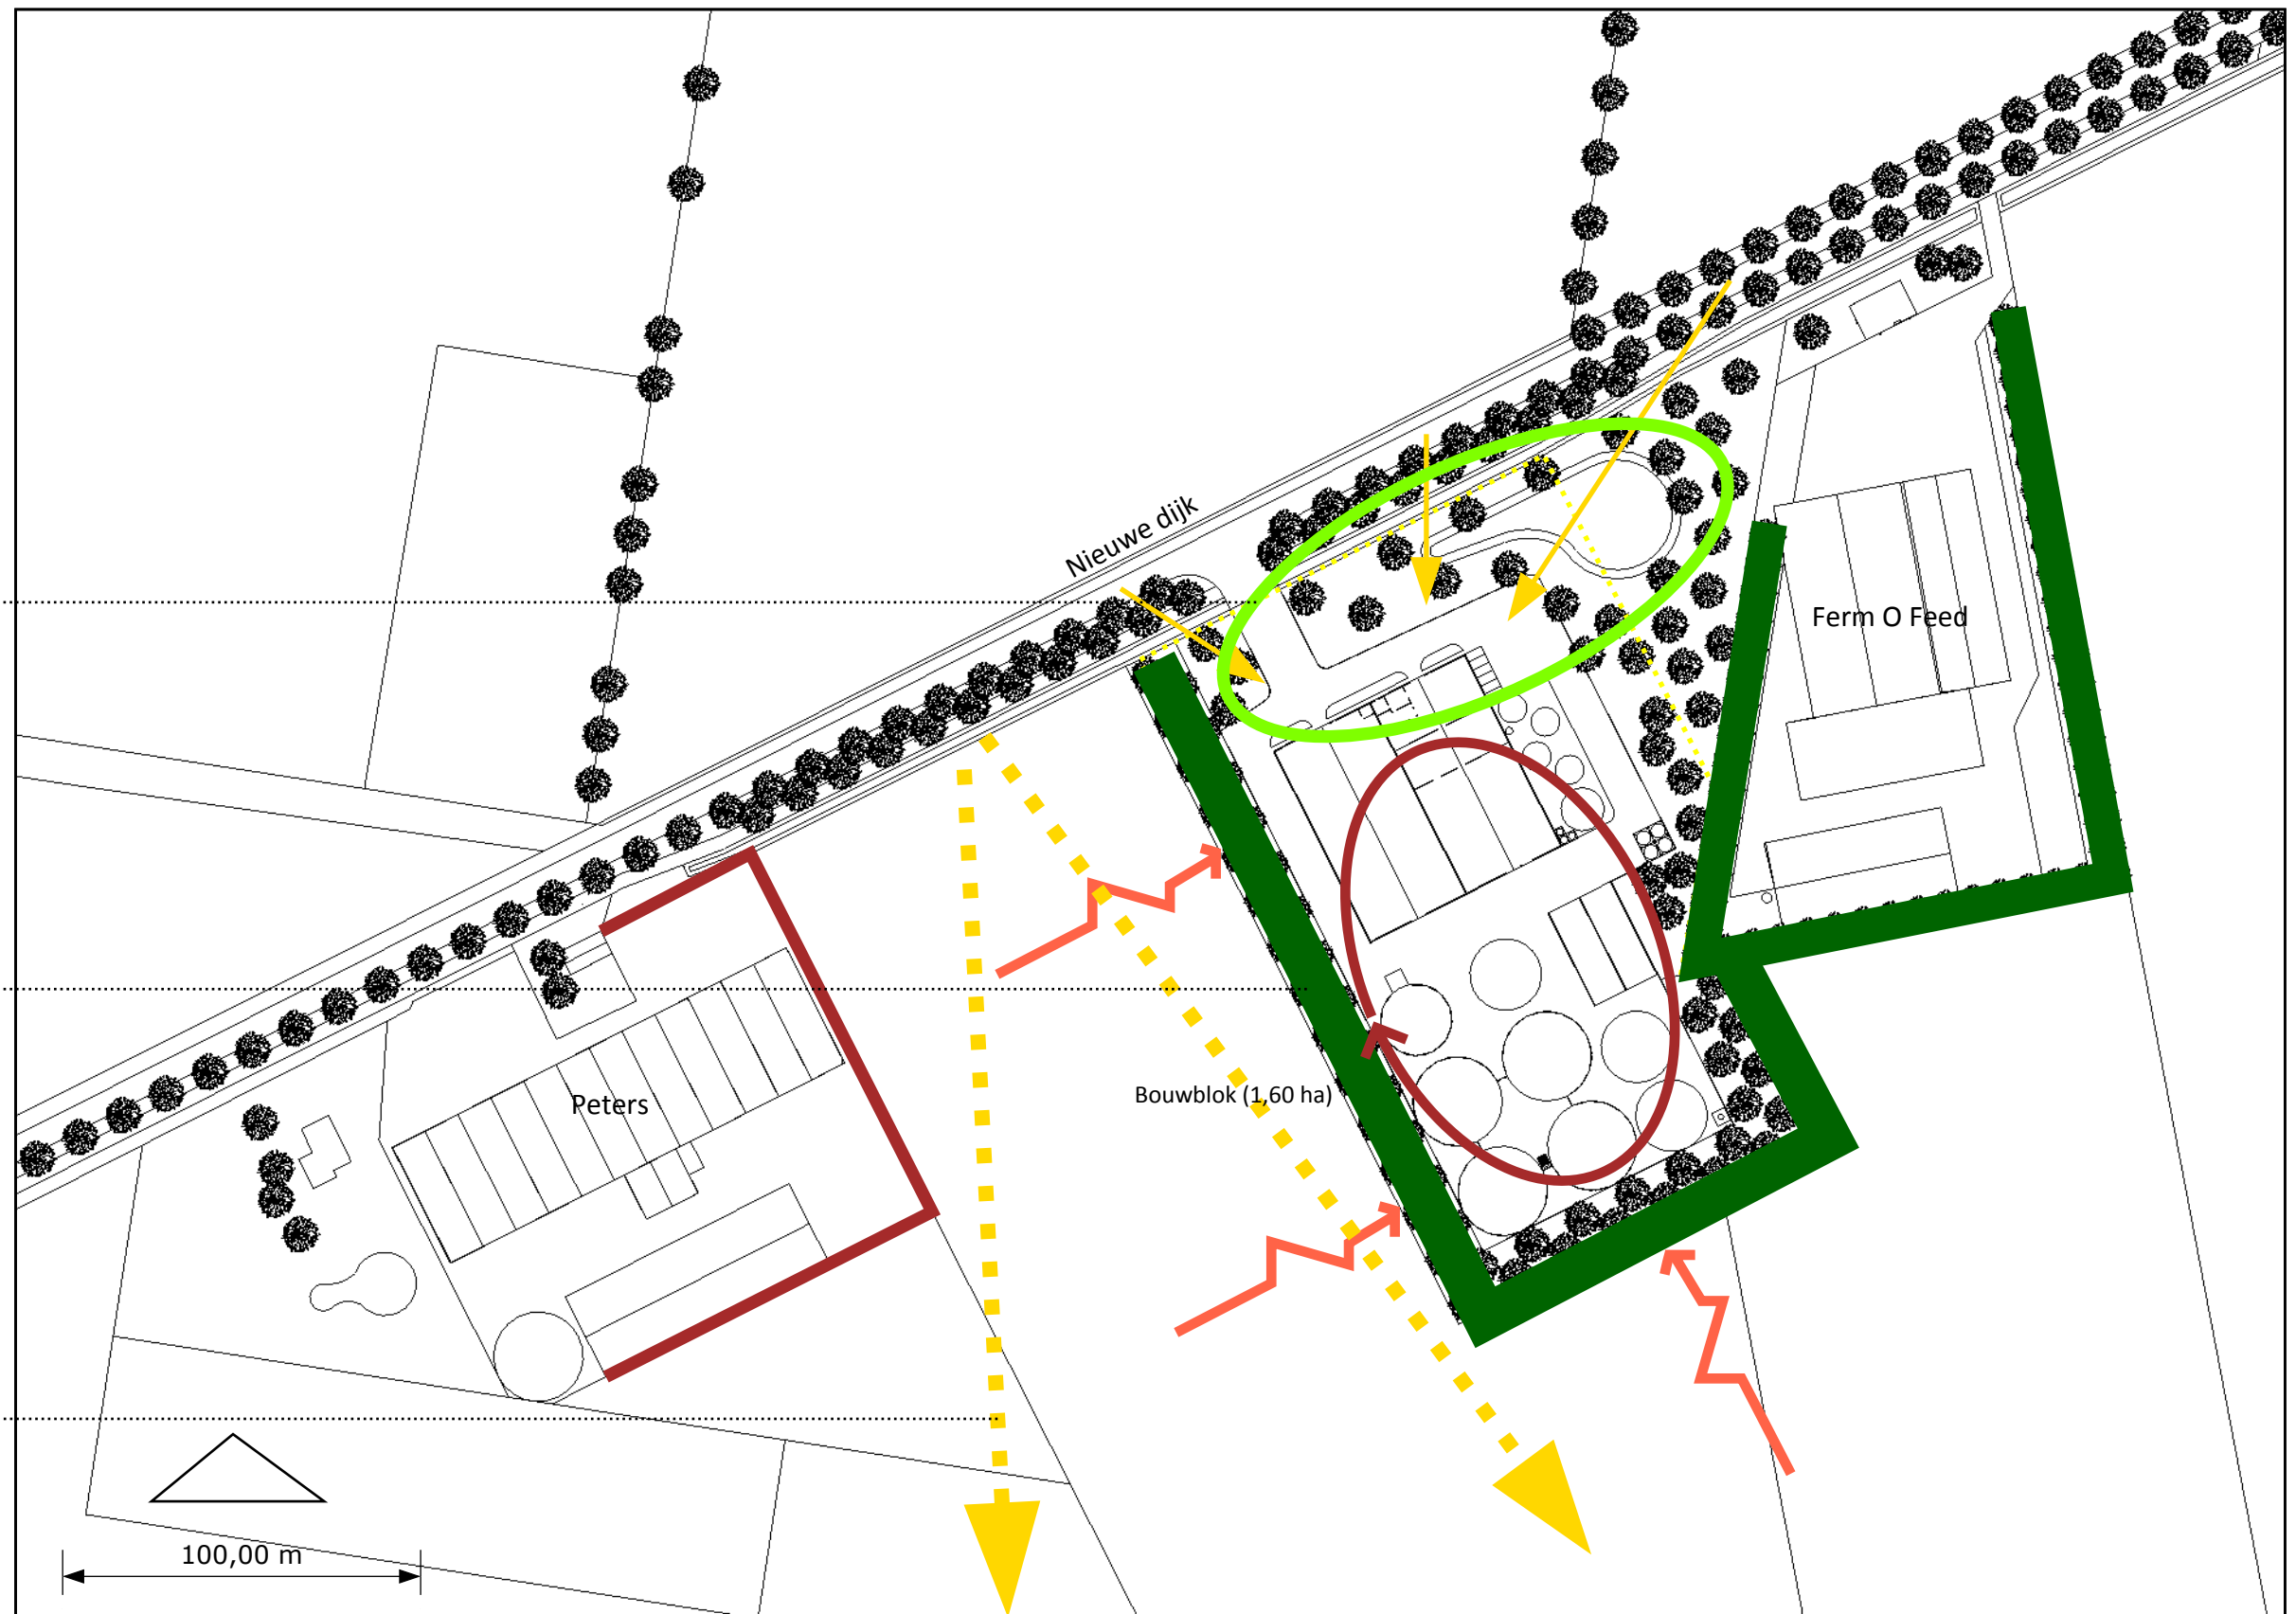 Nieuwe dijk
Ferm O Feed
Bouwblok (1,60 ha)
Peters
100,00 m